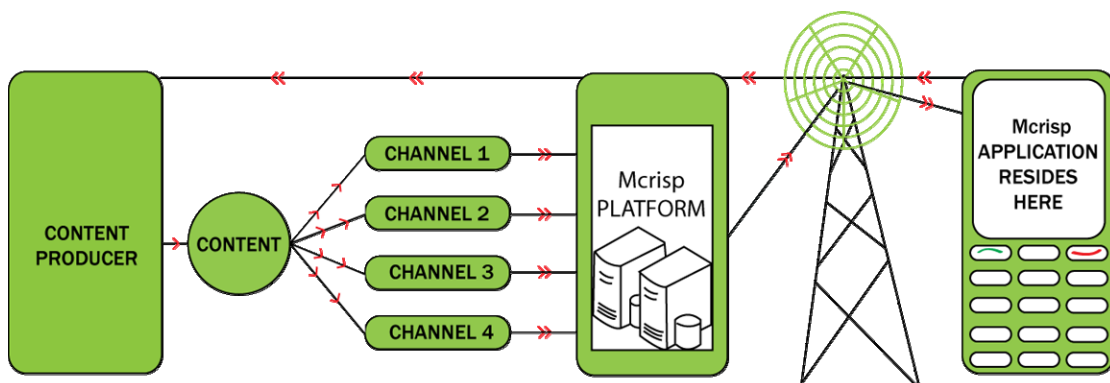 CONTENT
PRODUCER
CONTENT
CHANNEL 1
CHANNEL 2
CHANNEL 3
CHANNEL 4
Mcrisp
PLATFORM
Mcrisp
APPLICATION
RESIDES
HERE